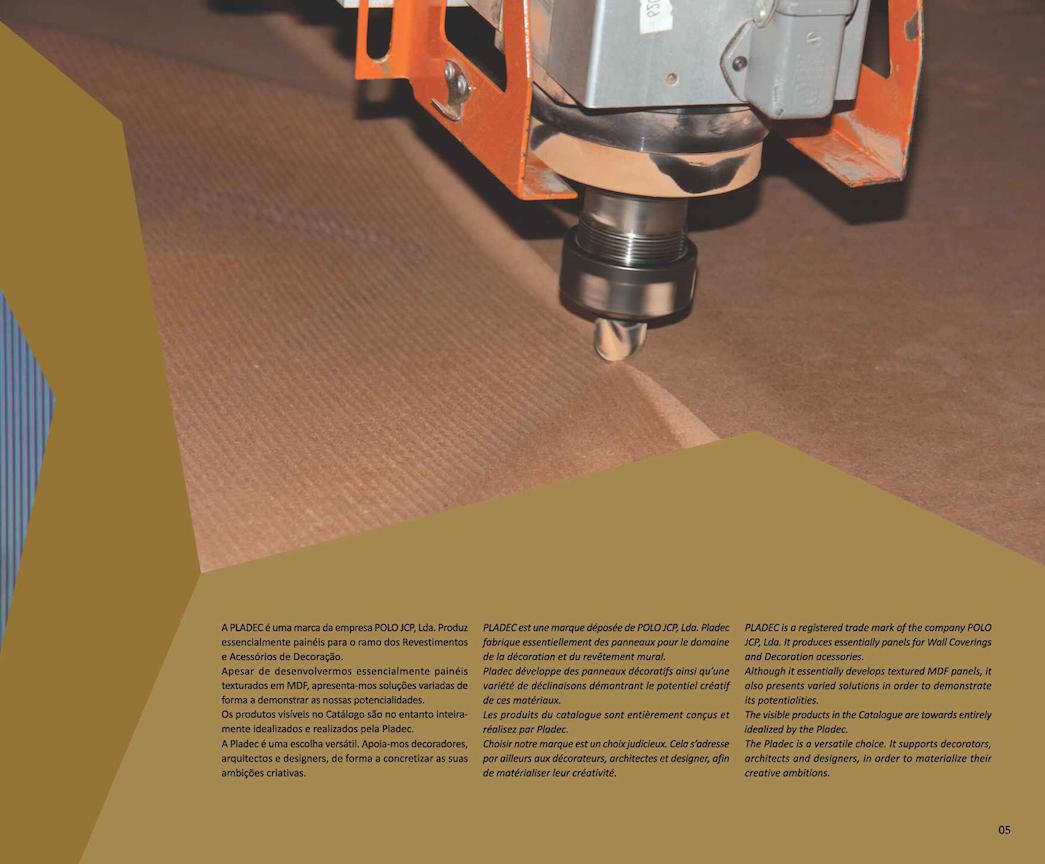 620
A PLADEC é uma marca da empresa POLO JCP, Lda. Produz
essencialmente painéis para o ramo dos Revestimentos
e Acessórios de Decoração.
Apesar de desenvolvermos essencialmente painéis
texturados em MDF, apresenta-mos soluções variadas de
forma a demonstrar as nossas potencialidades.
Os produtos visíveis no Catálogo são no entanto inteira-
mente idealizados e realizados pela Pladec.
A Pladec é uma escolha versátil. Apoia-mos decoradores,
arquitectos e designers, de forma a concretizar as suas
ambições criativas.
PLADEC est une marque déposée de POLO JCP, Lda. Pladec
fabrique essentiellement des panneaux pour le domaine
de la décoration et du revêtement mural.
Pladec développe des panneaux décoratifs ainsi qu'une
variété de déclinaisons démontrant le potentiel créatif
de ces matériaux.
Les produits du catalogue sont entièrement conçus et
réalisez par Pladec.
Choisir notre marque est un choix judicieux. Cela s'adresse
par ailleurs aux décorateurs, architectes et designer, afin
de matérialiser leur créativité.
PLADEC is a registered trade mark of the company POLO
JCP, Lda. It produces essentially panels for Wall Coverings
and Decoration acessories.
Although it essentially develops textured MDF panels, it
also presents varied solutions in order to demonstrate
its potentialities.
The visible products in the Catalogue are towards entirely
idealized by the Pladec.
The Pladec is a versatile choice. It supports decorators,
architects and designers, in order to materialize their
creative ambitions.
05